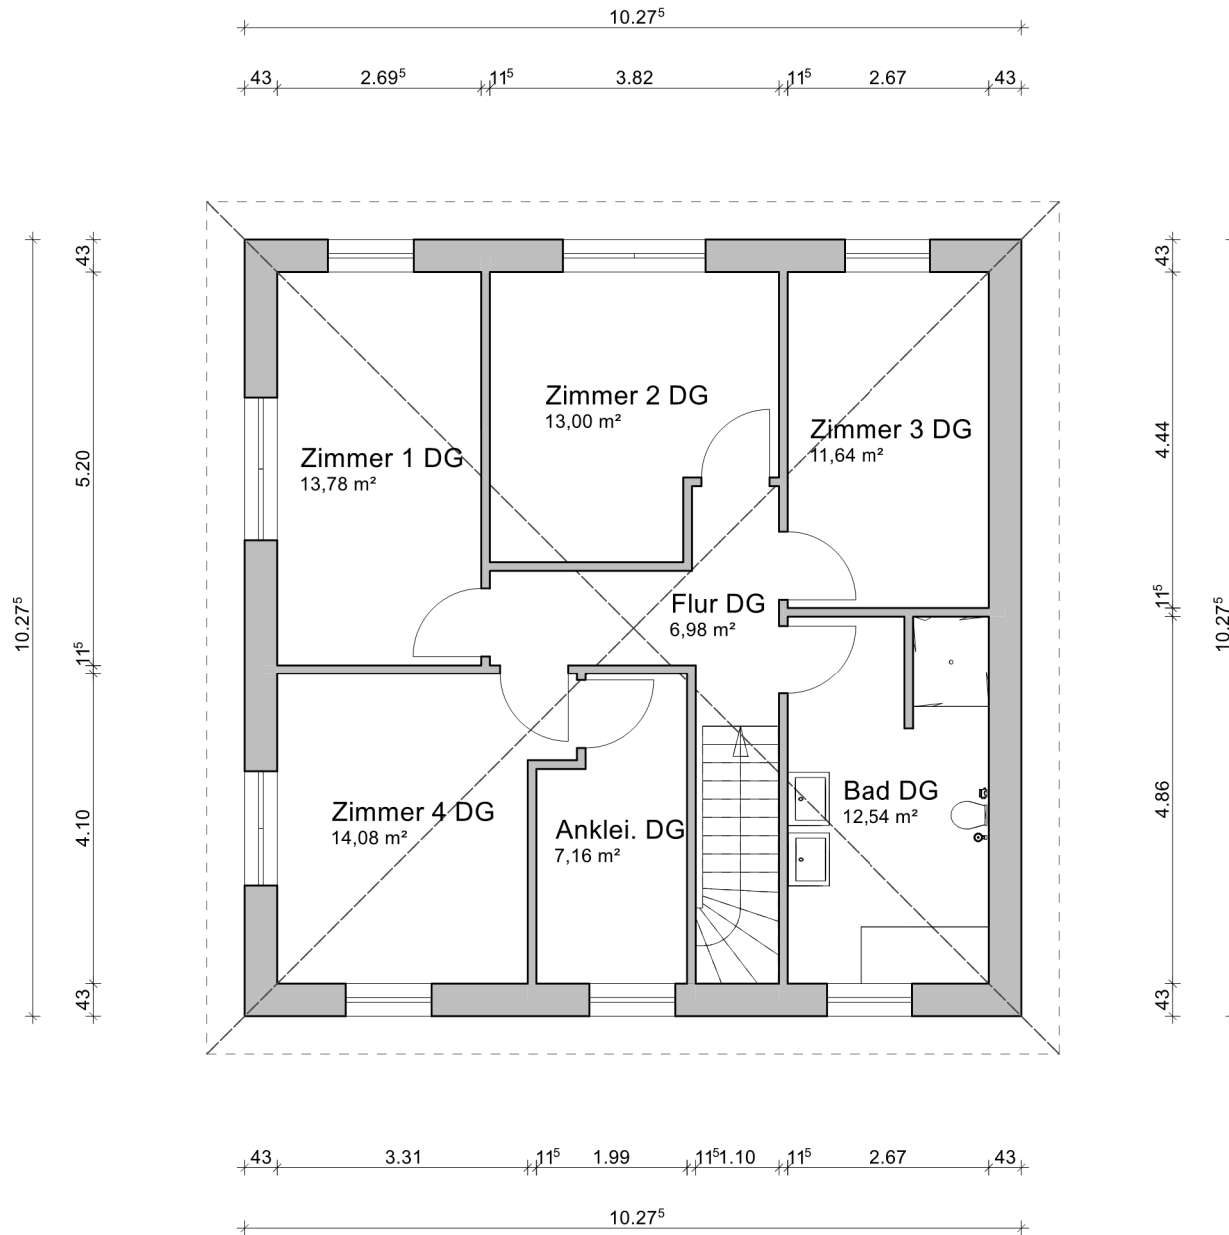 10.27⁵
43 2.69⁵ 11⁵ 3.82 11⁵ 2.67 43
43
5.20
11⁵
4.10
43
10.27⁵
Zimmer 1 DG
13,78 m²
Zimmer 2 DG
13,00 m²
Zimmer 3 DG
11,64 m²
Flur DG
6,98 m²
Zimmer 4 DG
14,08 m²
Anklei. DG
7,16 m²
Bad DG
12,54 m²
43
4.44
11⁵
4.86
43
10.27⁵
43 3.31 11⁵ 1.99 11⁵ 1.10 11⁵ 2.67 43
10.27⁵